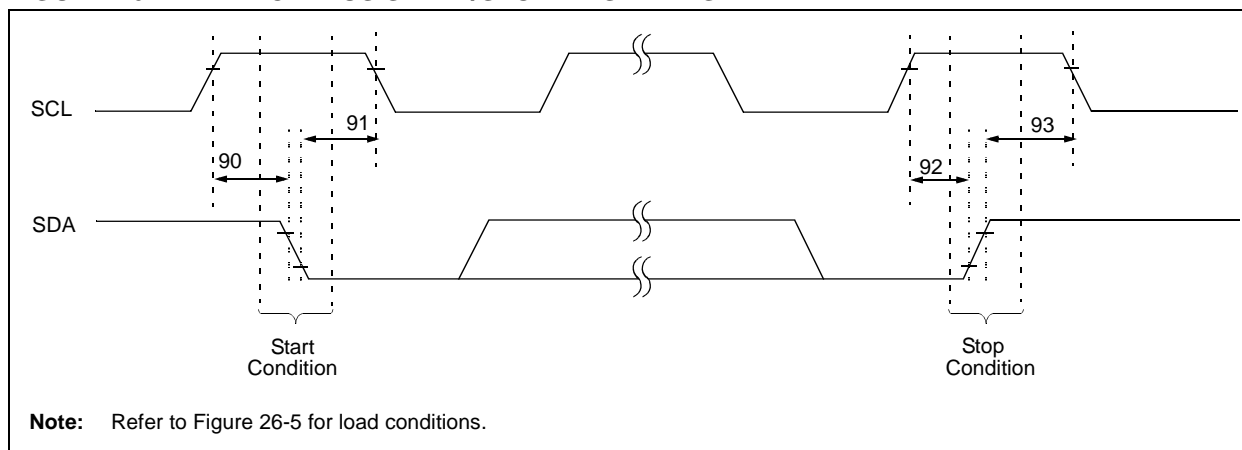 SCL
91
93
90
92
SDA
Start
Condition
Stop
Condition
Note: Refer to Figure 26-5 for load conditions.